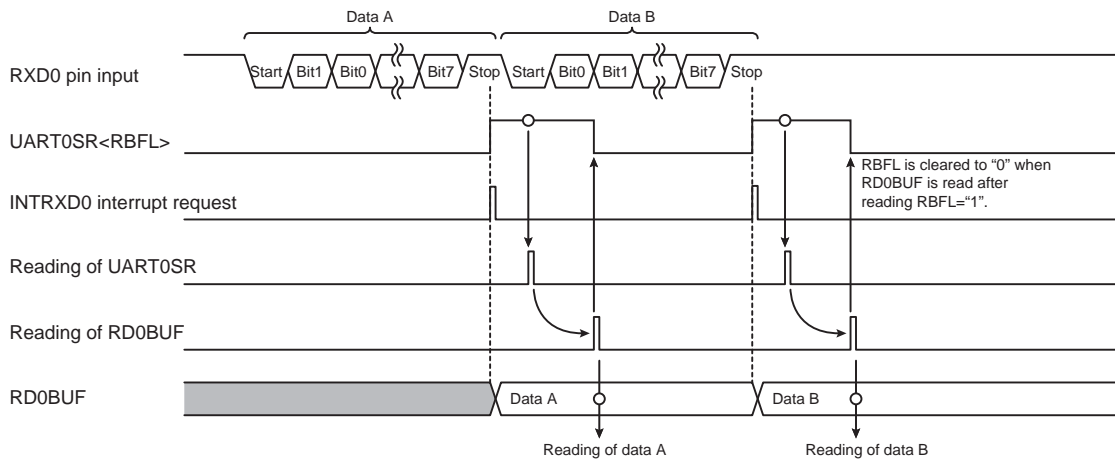 Data A Data B
RXD0 pin input
Start Bit1 Bit0 Bit7 Stop Start Bit0 Bit1 Bit7 Stop
UART0SR<RBFL>
RBFL is cleared to “0” when
RD0BUF is read after
reading RBFL=“1”.
INTRXD0 interrupt request
Reading of UART0SR
Reading of RD0BUF
RD0BUF
Data A Data B
Reading of data A Reading of data B